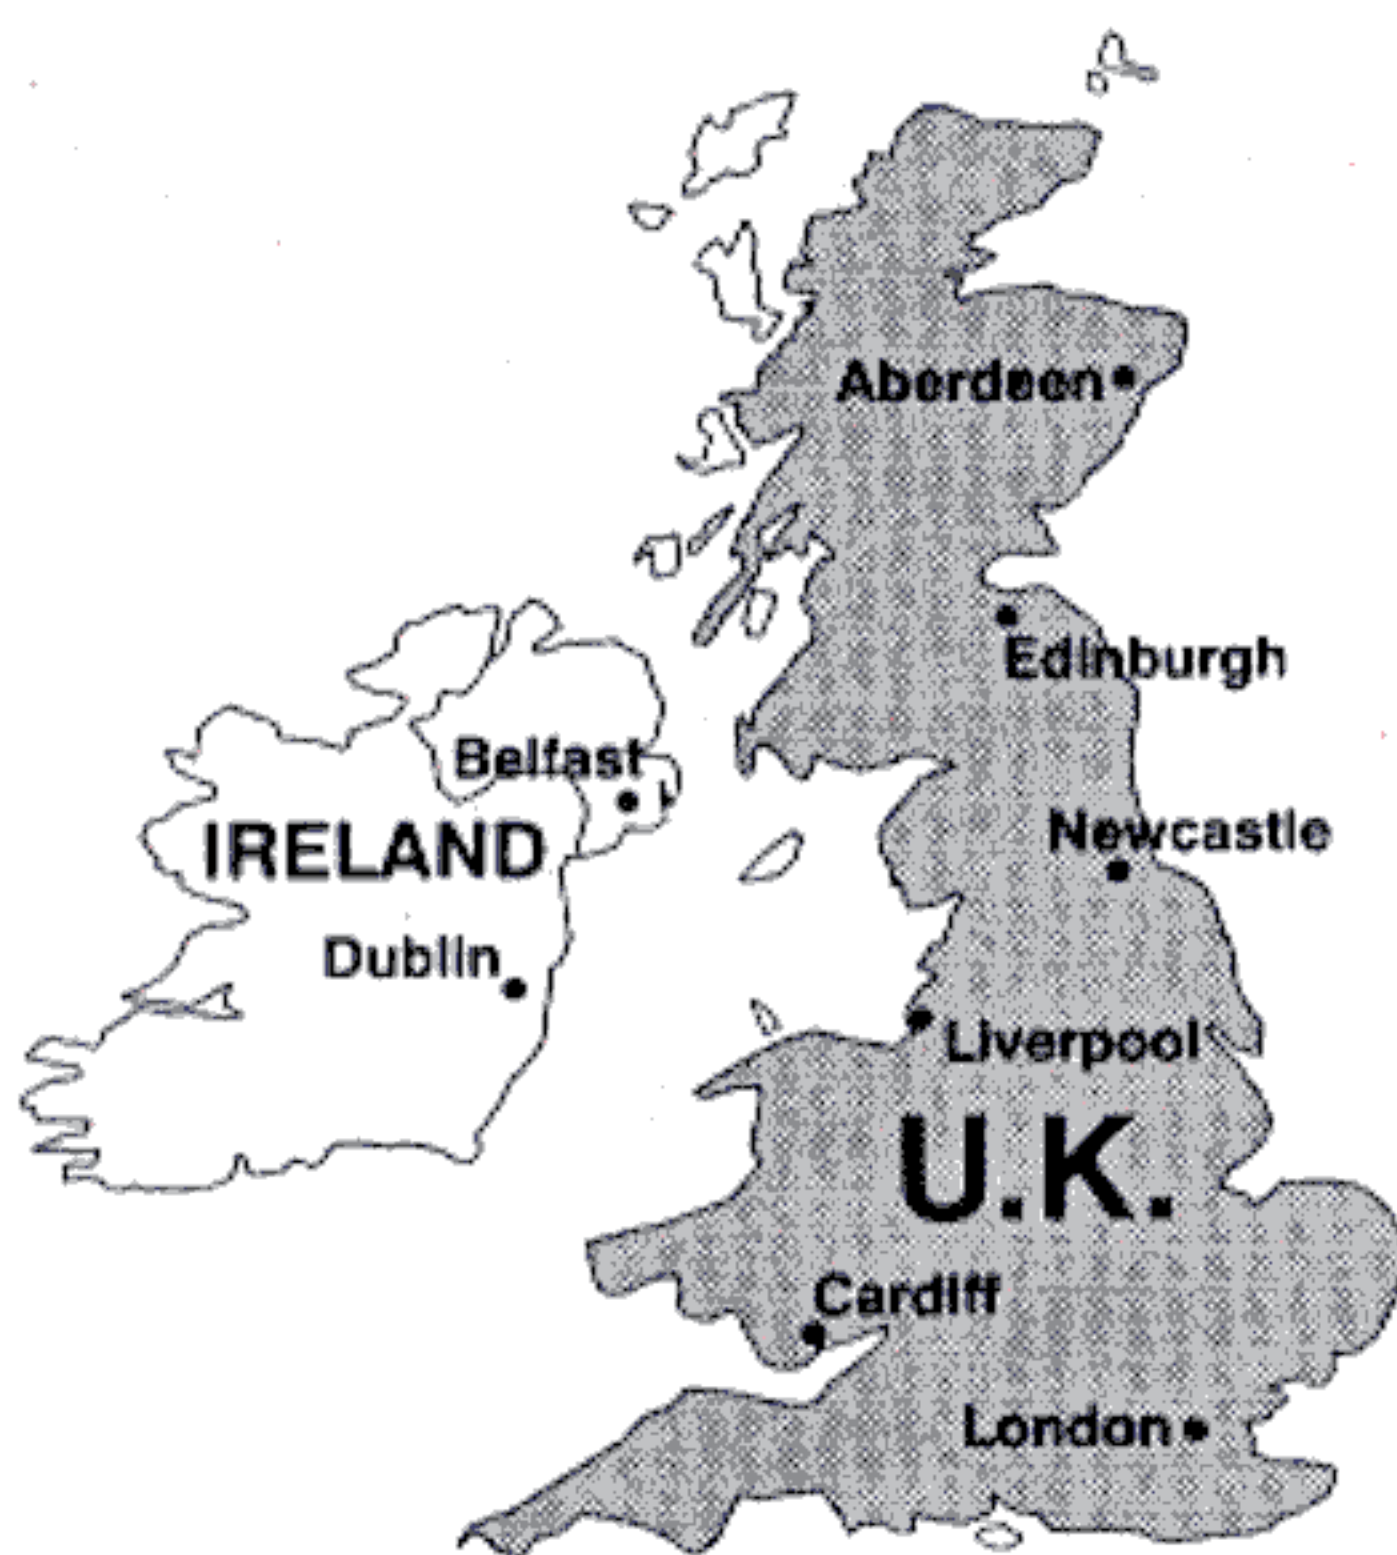 Aberdeen
Edinburgh
Belfast
Newcastle
IRELAND
Dublin
Liverpool
U.K.
Cardiff
London